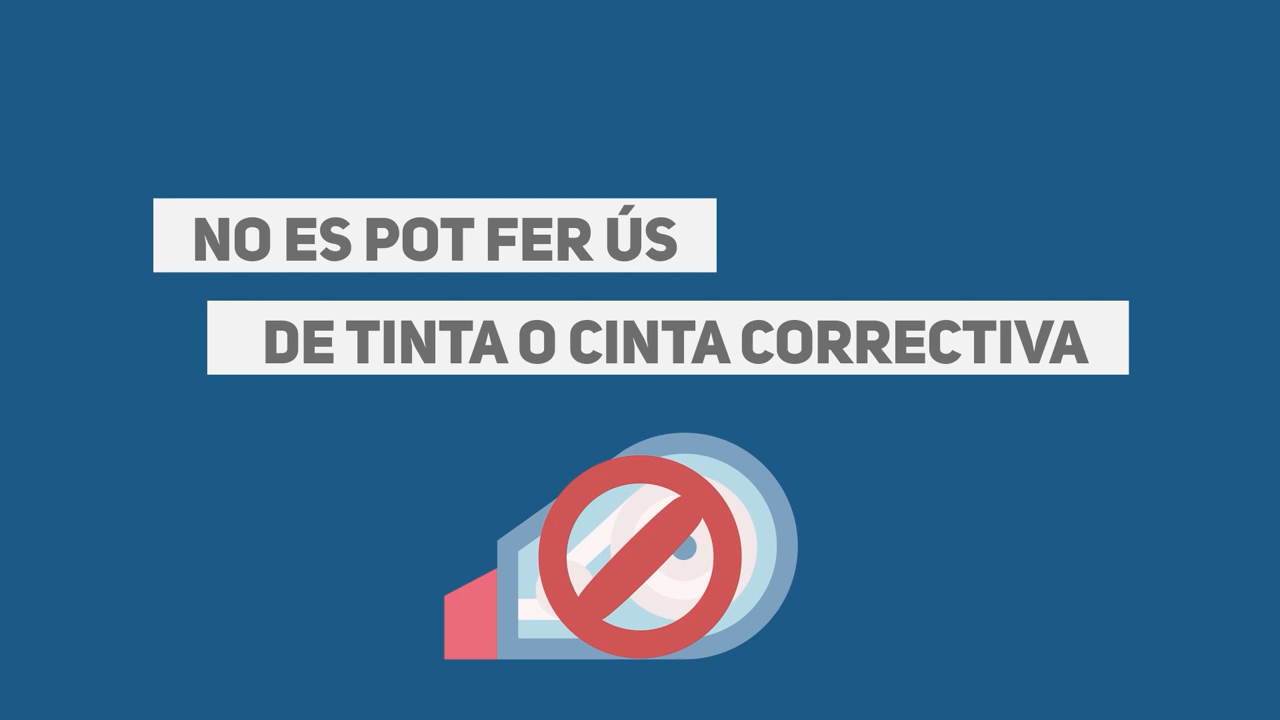 NO ES POT FER ÚS
DE TINTA O CINTA CORRECTIVA